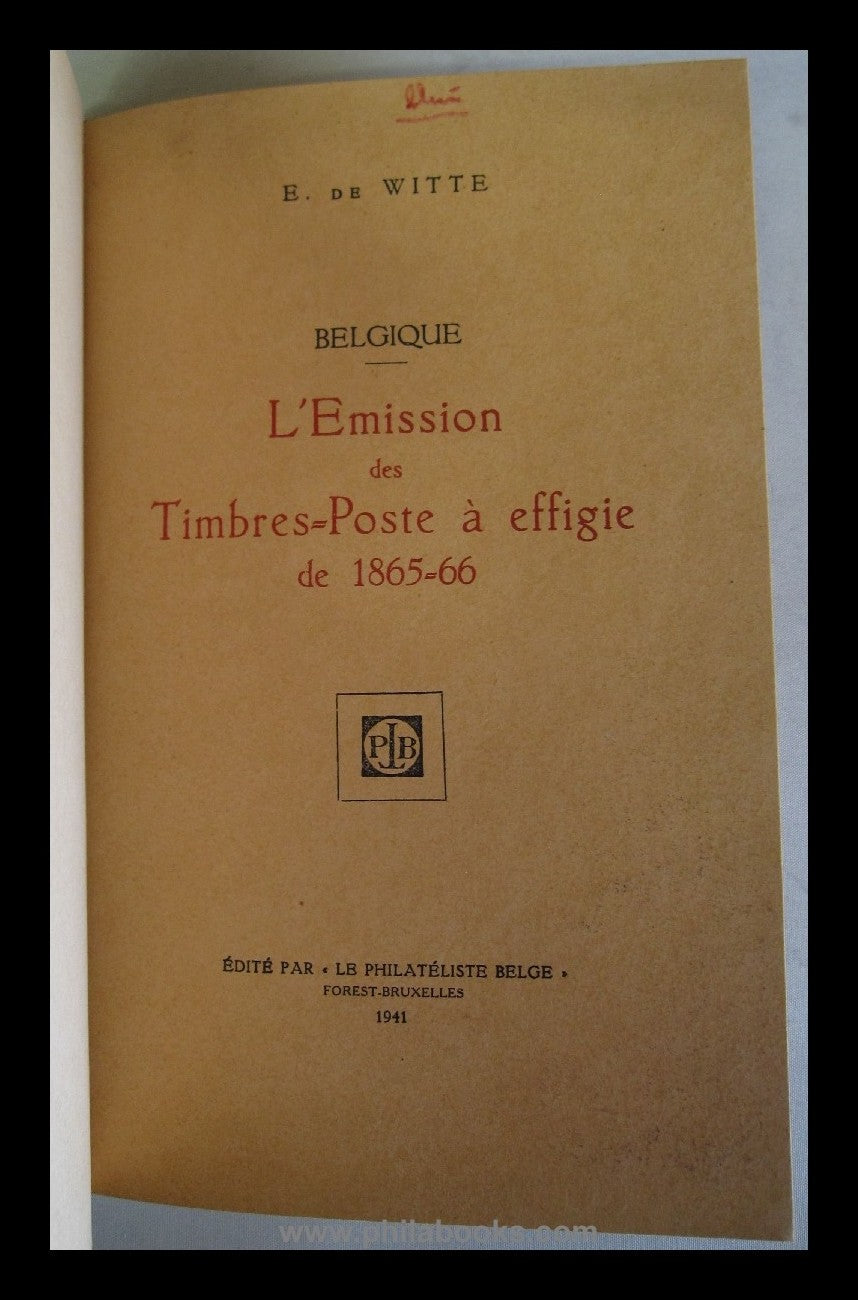 E. DE WITTE
BELGIQUE
L'Emission
des
Timbres-Poste à effigie
de 1865-66
PLB
ÉDITÉ PAR « LE PHILATÉLISTE BELGE »
FOREST-BRUXELLES
1941
www.philabooks.com